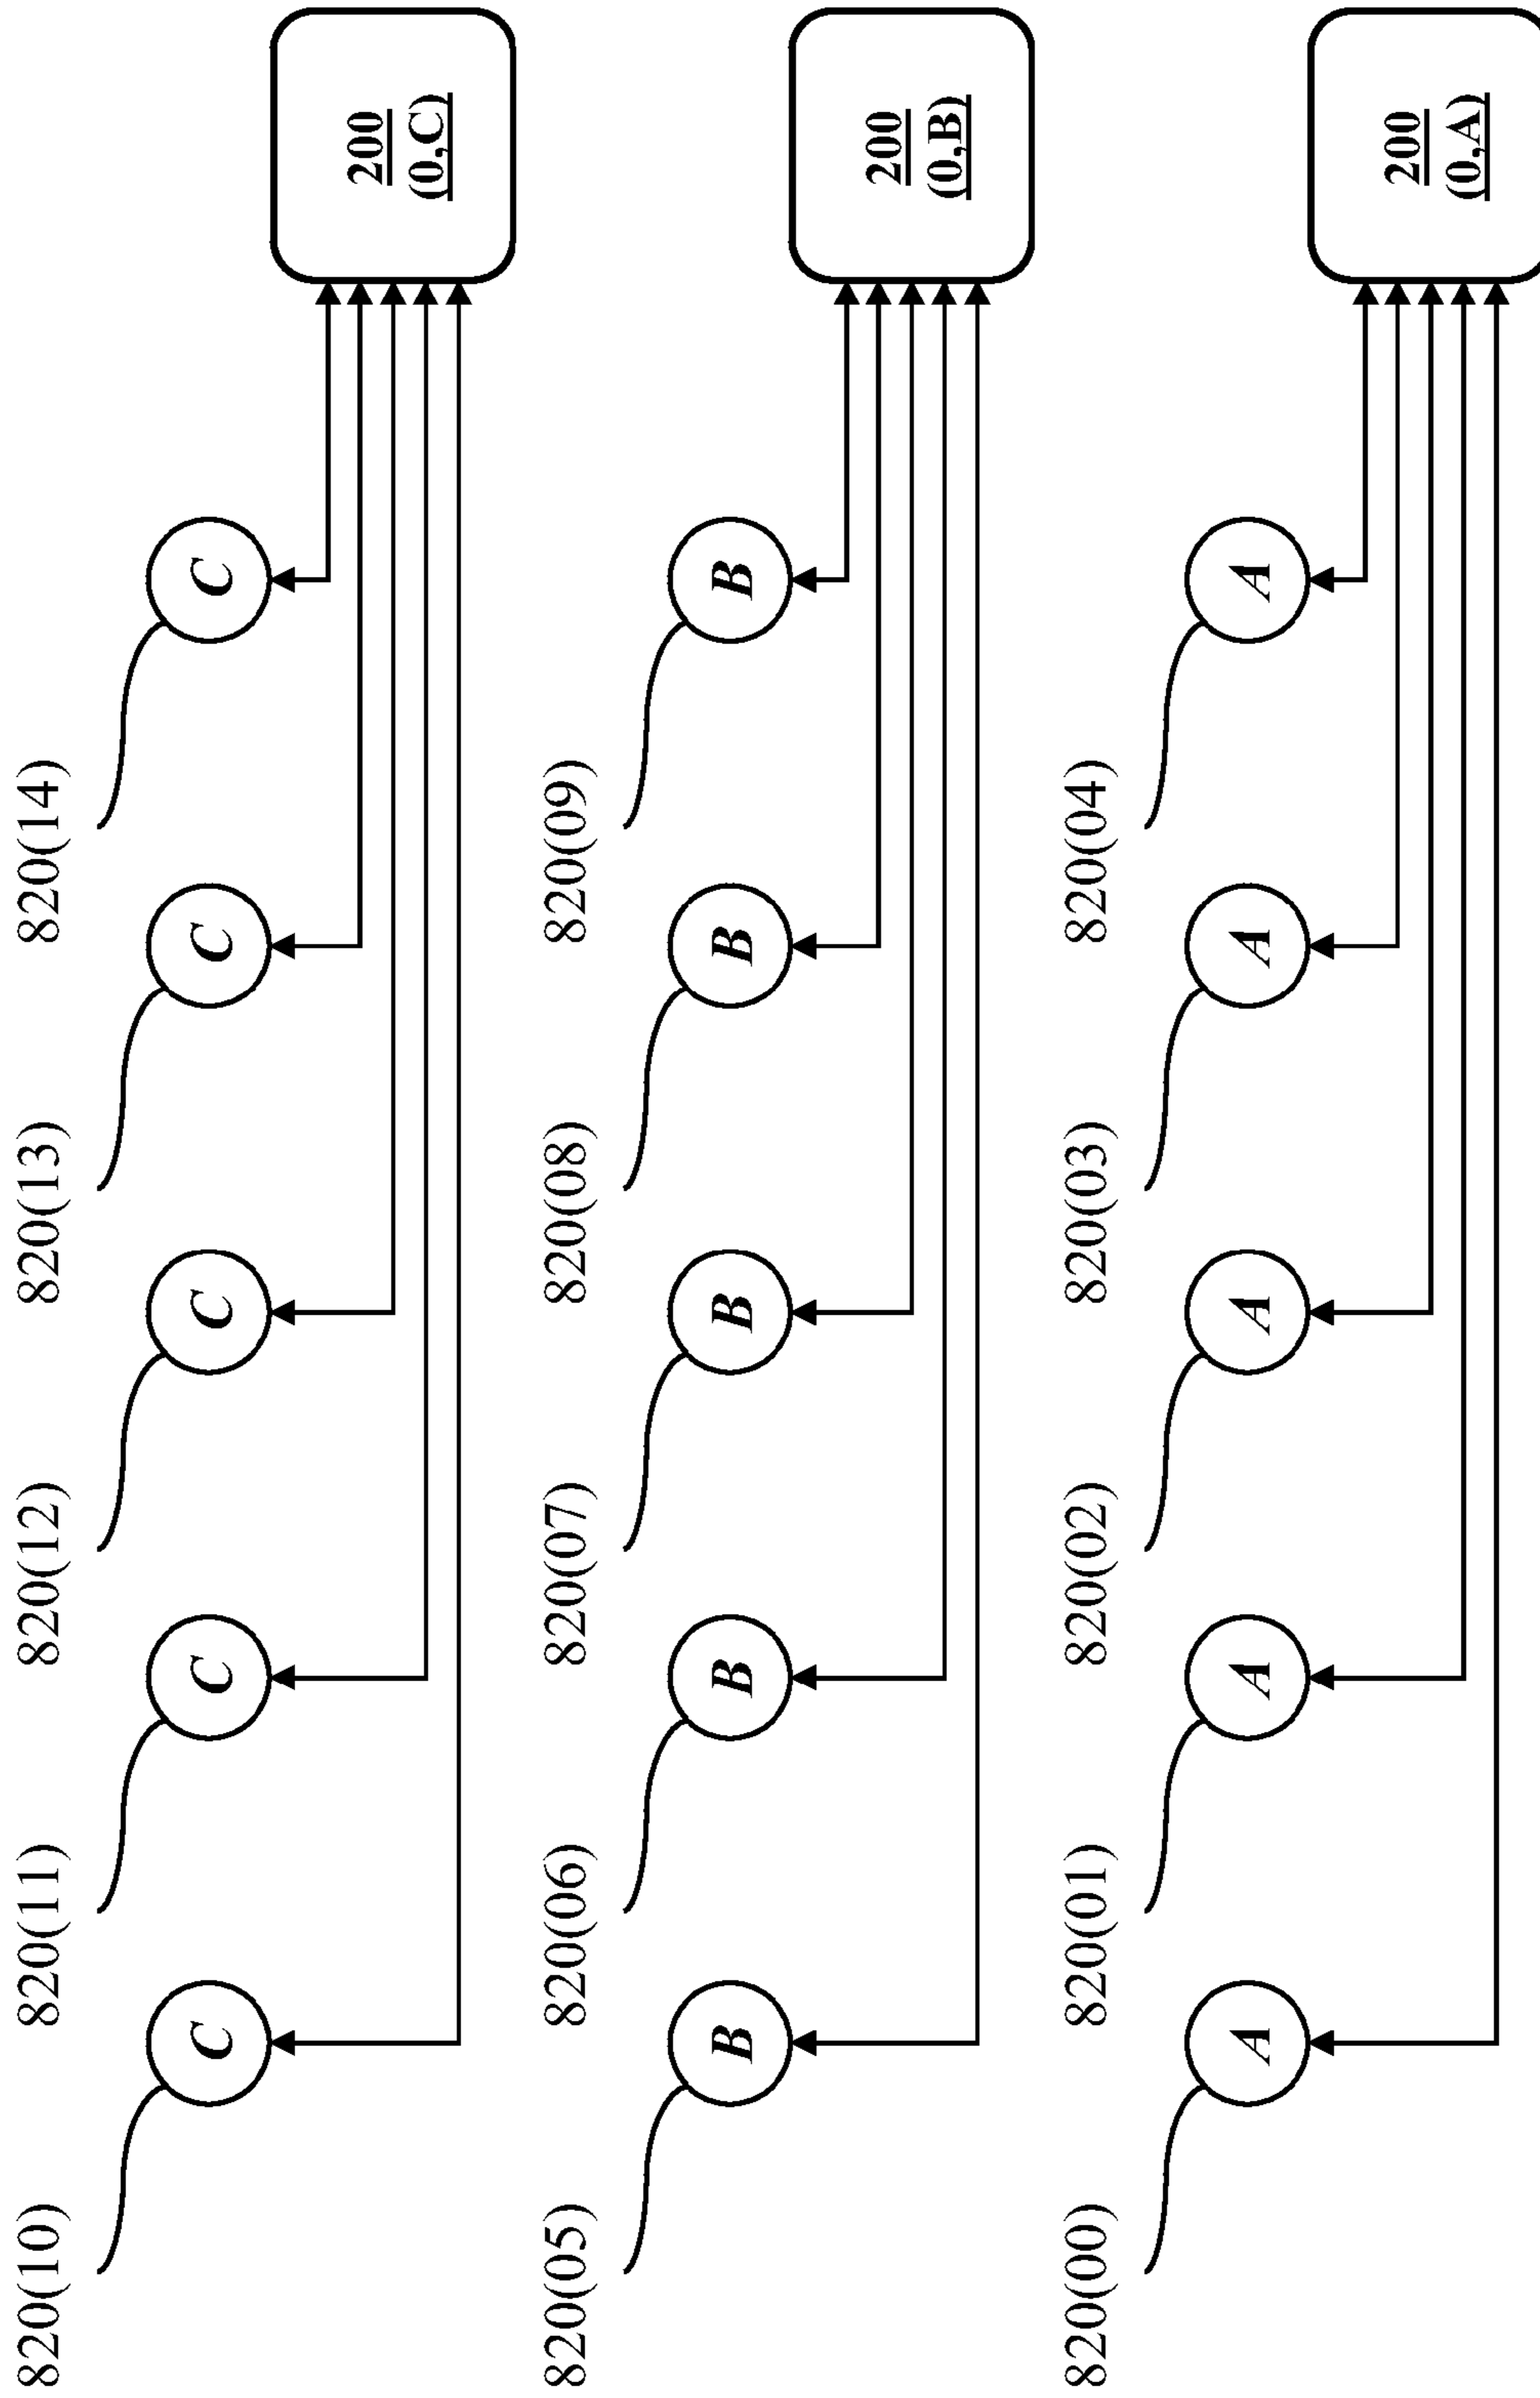 820(10) 820(11) 820(12) 820(13) 820(14)
C C C C C
200
(0,C)
820(05) 820(06) 820(07) 820(08) 820(09)
B B B B B
200
(0,B)
820(00) 820(01) 820(02) 820(03) 820(04)
A A A A A
200
(0,A)